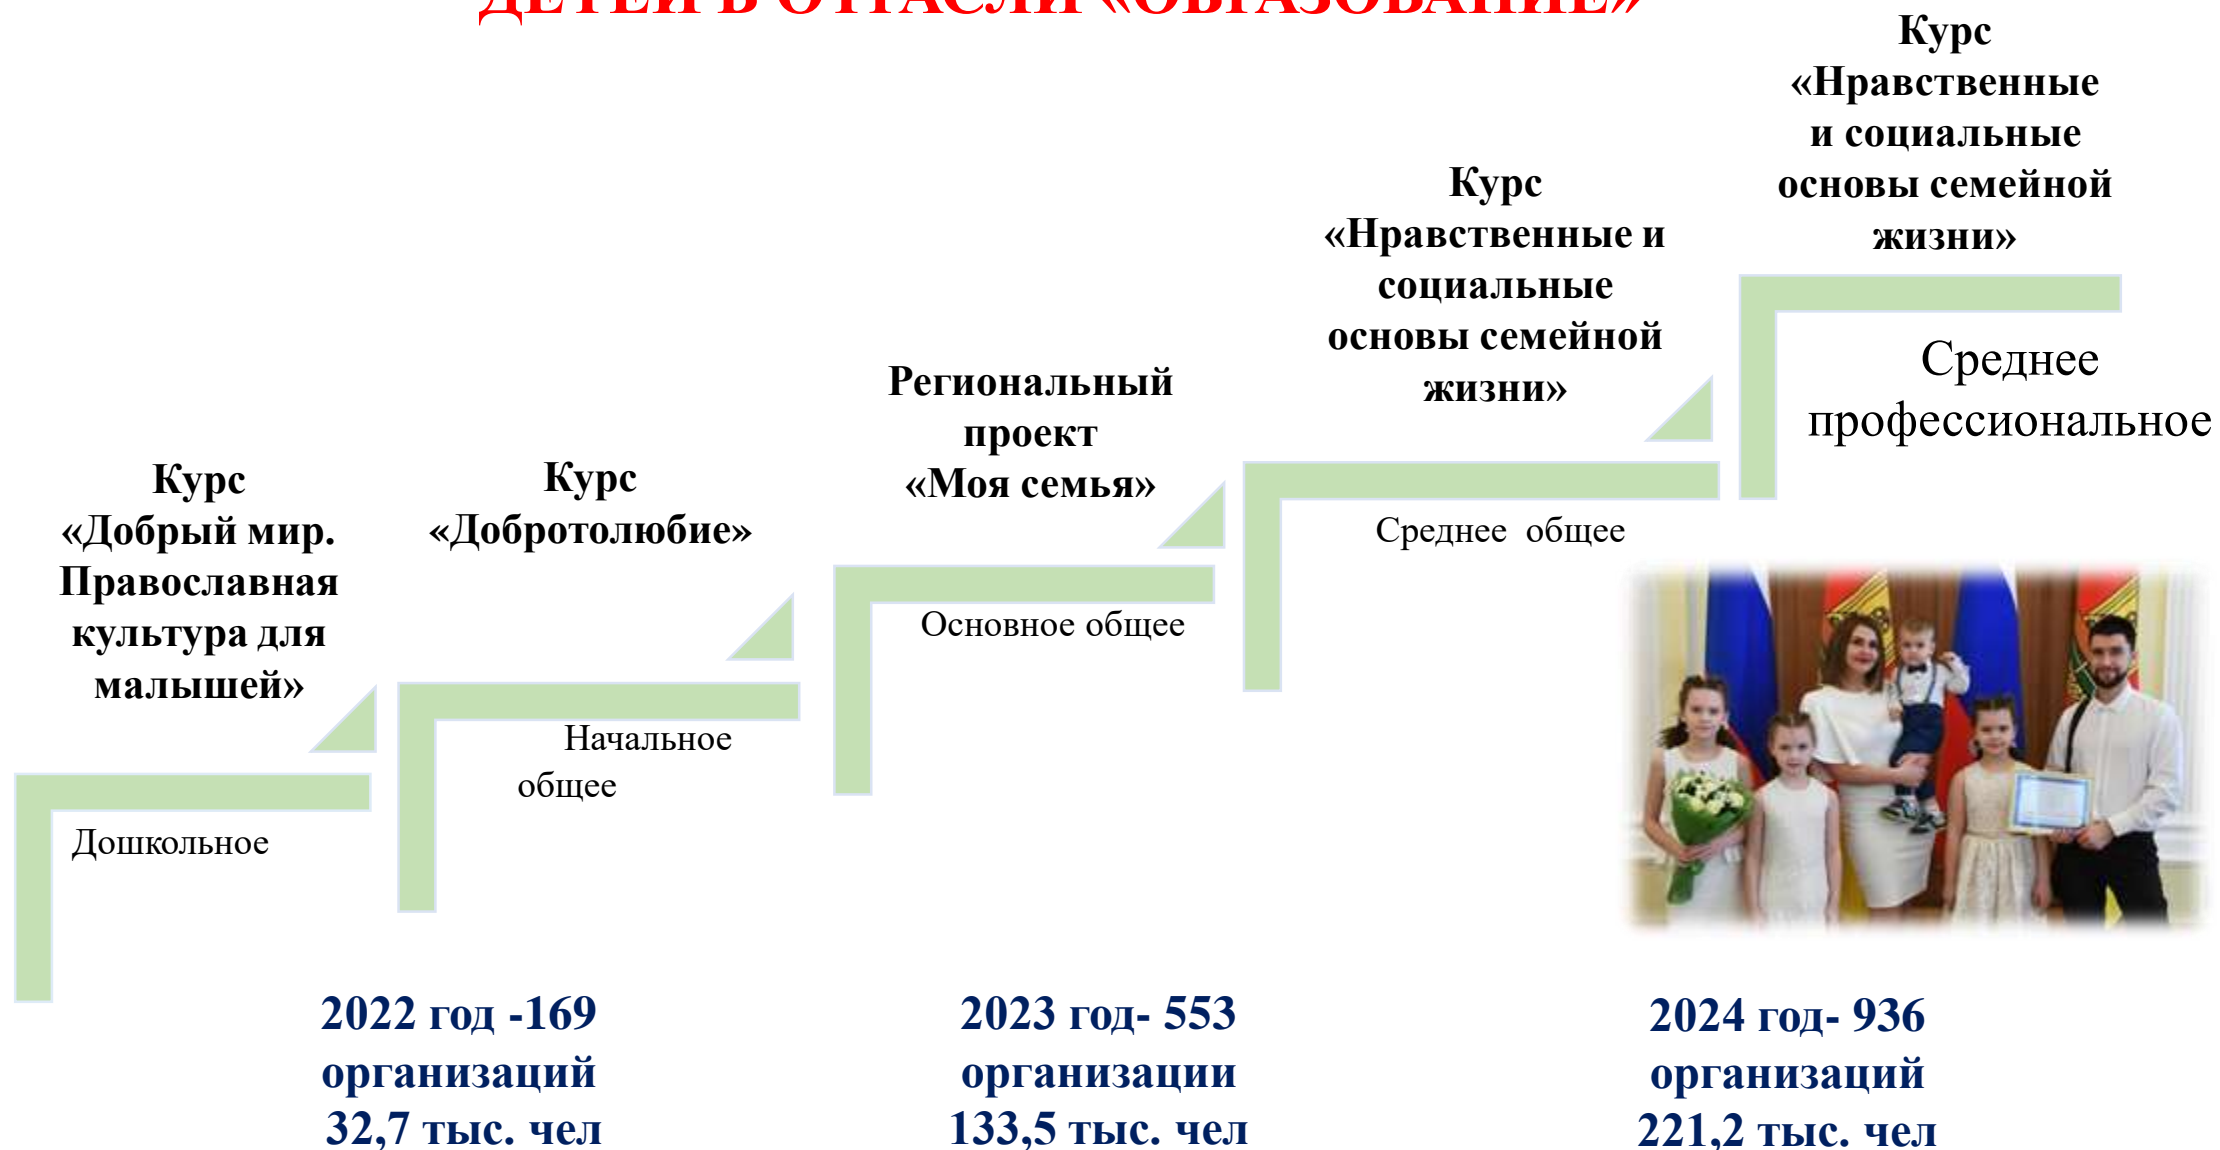 ДЕТЕЙ В ОТРАСЛИ «ОБРАЗОВАНИЕ»
Курс
«Добрый мир.
Православная
культура для
малышей»
Дошкольное
Курс
«Добротолюбие»
Начальное
общее
Региональный
проект
«Моя семья»
Основное общее
Курс
«Нравственные и
социальные
основы семейной
жизни»
Среднее общее
Курс
«Нравственные
и социальные
основы семейной
жизни»
Среднее
профессиональное
2022 год -169
организаций
32,7 тыс. чел
2023 год- 553
организации
133,5 тыс. чел
2024 год- 936
организаций
221,2 тыс. чел